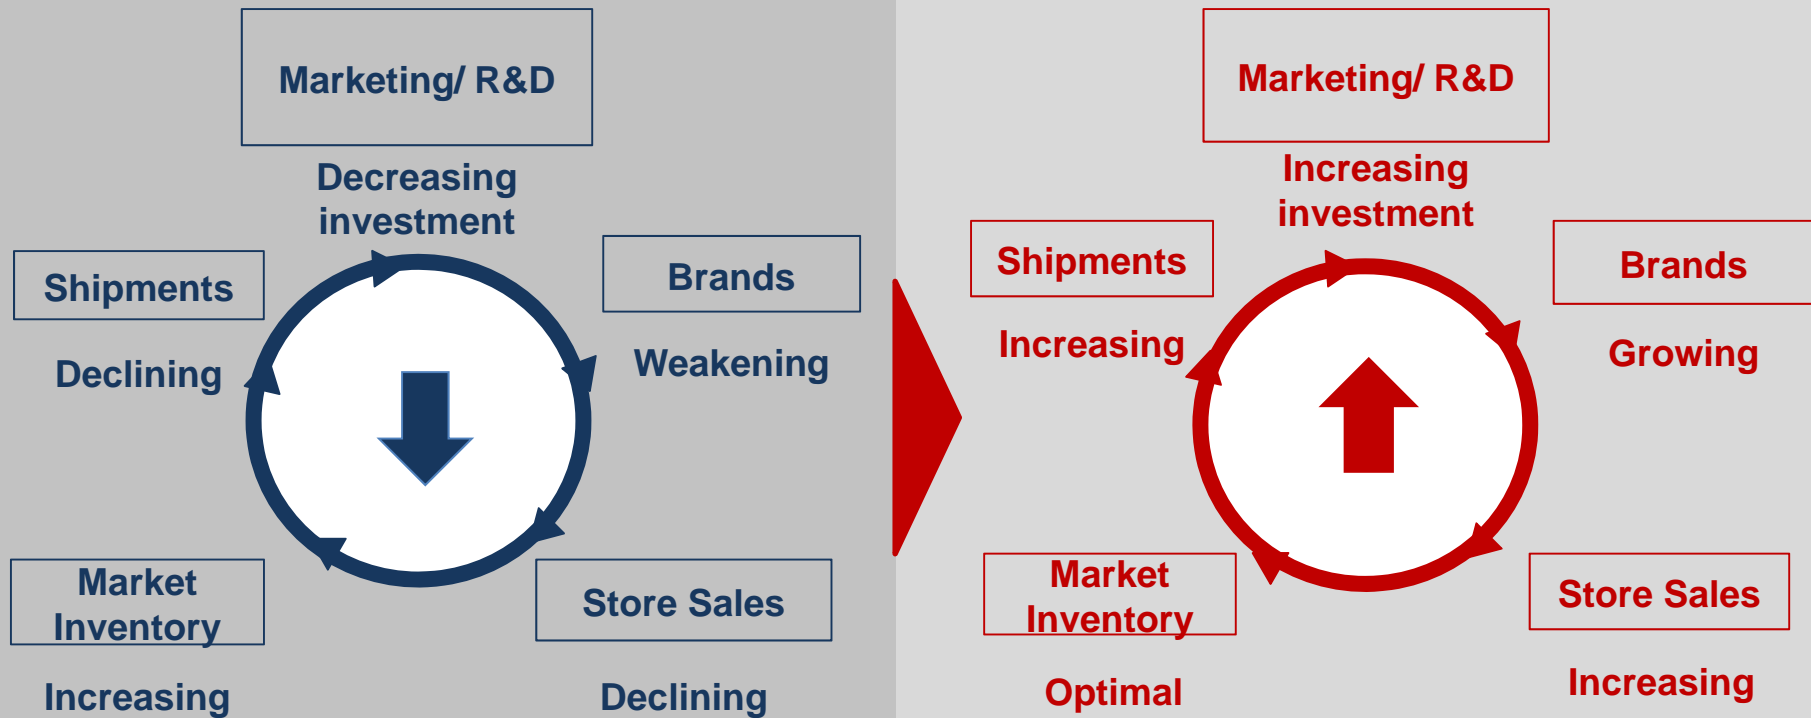 Marketing/ R&D
Decreasing
investment
Shipments
Declining
Brands
Weakening
Market
Inventory
Increasing
Store Sales
Declining
Marketing/ R&D
Increasing
investment
Shipments
Increasing
Brands
Growing
Market
Inventory
Optimal
Store Sales
Increasing